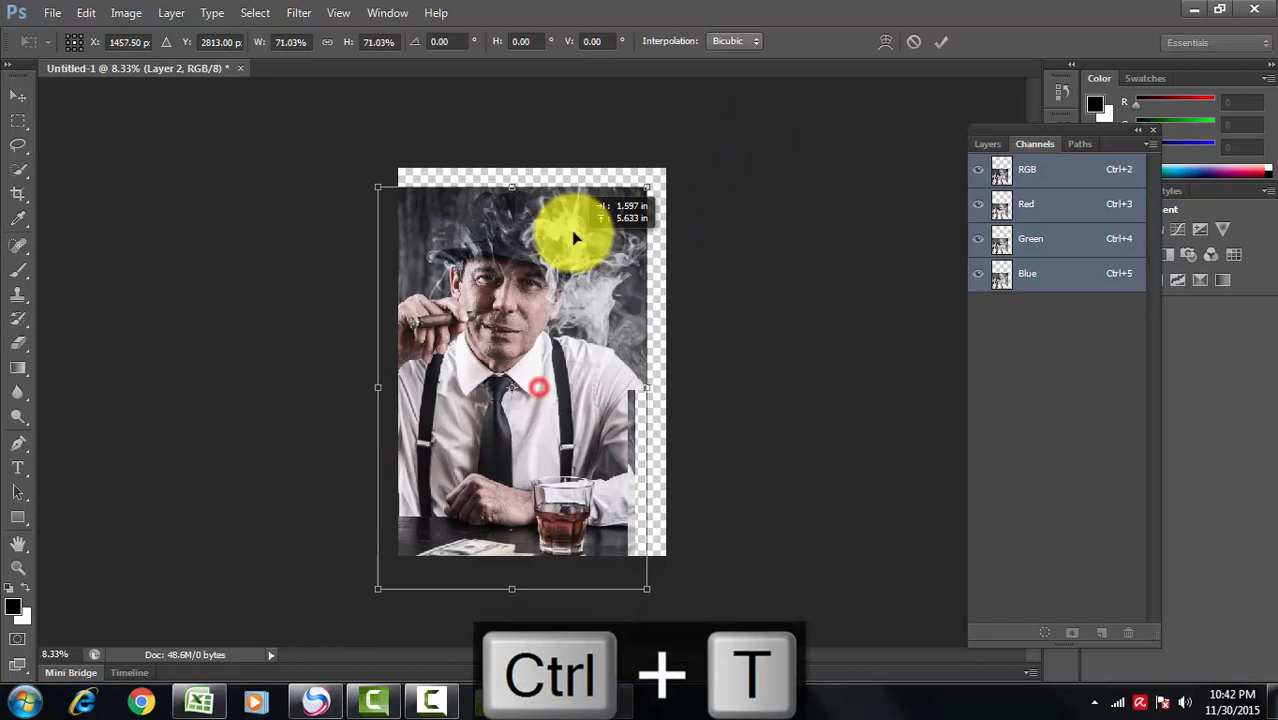 Ps File Edit Image Layer Type Select Filter 3D View Window Help
X: 1457.50 p: Y: 2813.00 p: W: 71.03% H: 71.03% 0.00 ° H: 0.00 ° V: 0.00 ° Interpolation: Bicubic Essentials
Untitled-1 @ 8.33% (Layer 2, RGB/8) * ×
Color Swatches
R 0
G 0
B 0
Layers Channels Paths
RGB Ctrl+2
Red Ctrl+3
Green Ctrl+4
Blue Ctrl+5
: 1.597 in
: 5.633 in
8.33% Doc: 48.6M/0 bytes
Mini Bridge Timeline
Ctrl + T
10:42 PM
11/30/2015